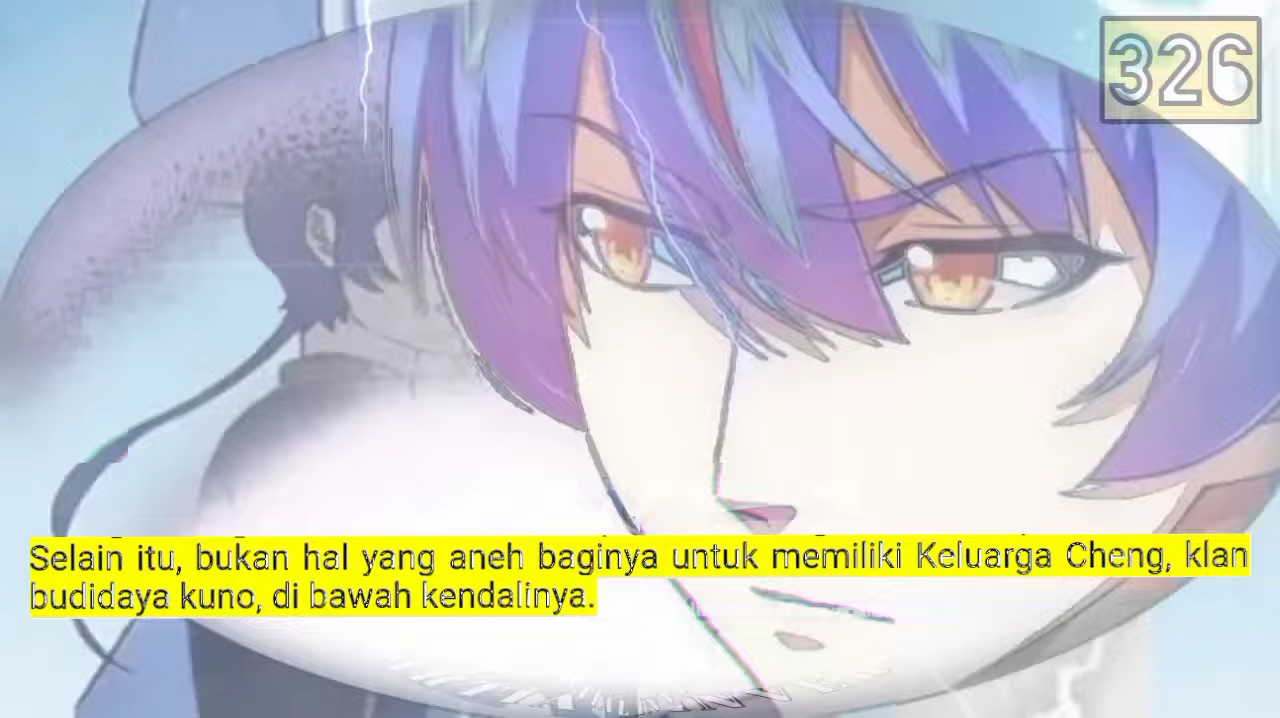 326
Selain itu, bukan hal yang aneh baginya untuk memiliki Keluarga Cheng, klan
budidaya kuno, di bawah kendalinya.